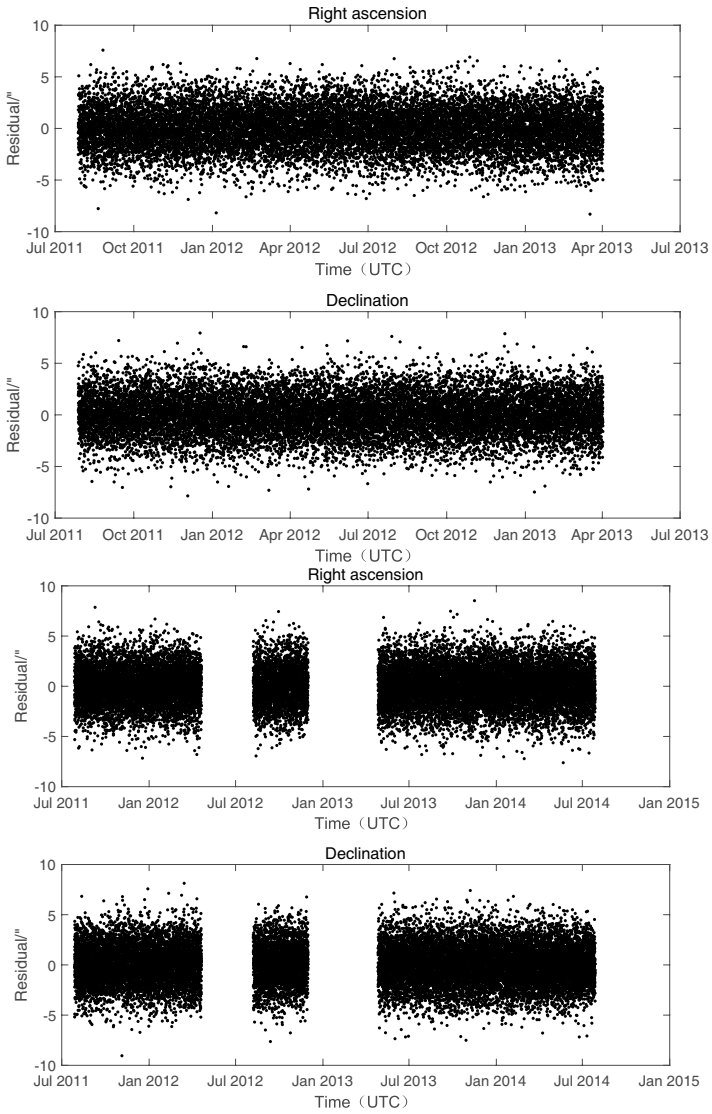 Right ascension
10
5
0
-5
-10
Residual/"
Jul 2011 Oct 2011 Jan 2012 Apr 2012 Jul 2012 Oct 2012 Jan 2013 Apr 2013 Jul 2013
Time（UTC）
Declination
10
5
0
-5
-10
Residual/"
Jul 2011 Oct 2011 Jan 2012 Apr 2012 Jul 2012 Oct 2012 Jan 2013 Apr 2013 Jul 2013
Time（UTC）
Right ascension
10
5
0
-5
-10
Residual/"
Jul 2011 Jan 2012 Jul 2012 Jan 2013 Jul 2013 Jan 2014 Jul 2014 Jan 2015
Time（UTC）
Declination
10
5
0
-5
-10
Residual/"
Jul 2011 Jan 2012 Jul 2012 Jan 2013 Jul 2013 Jan 2014 Jul 2014 Jan 2015
Time（UTC）